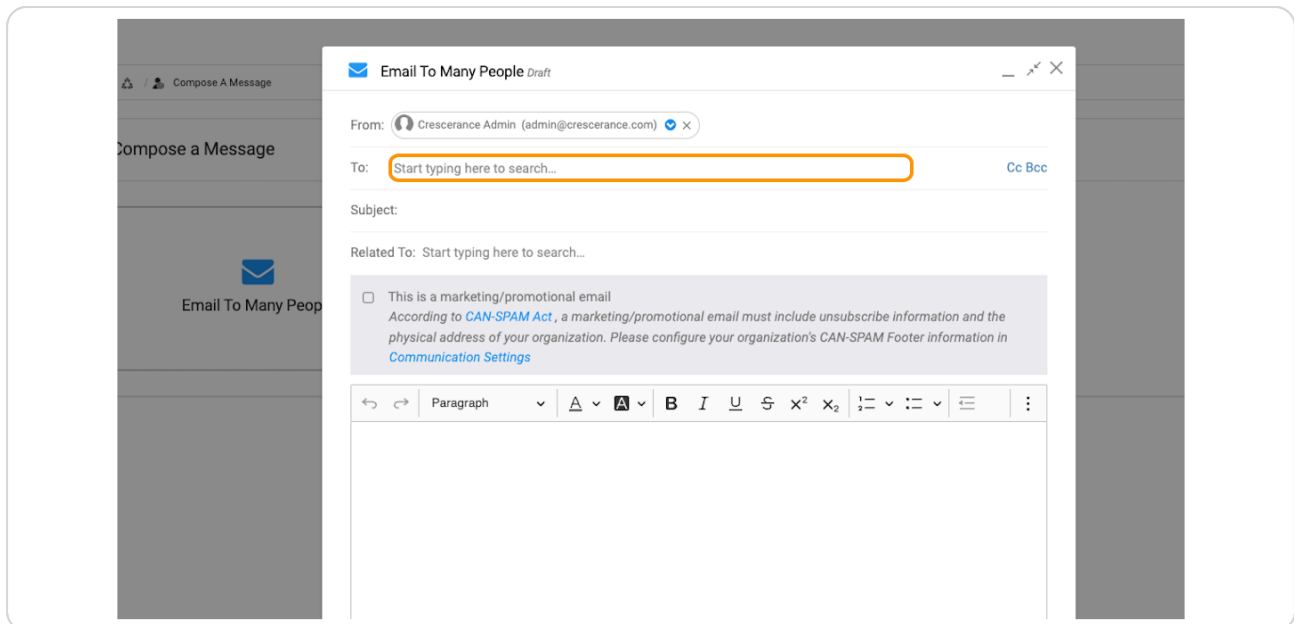 Email To Many People Draft
Compose A Message
From: Crescerance Admin (admin@crescerance.com)
Compose a Message
To: Start typing here to search...
Cc Bcc
Subject:
Related To: Start typing here to search...
Email To Many Peop
This is a marketing/promotional email
According to CAN-SPAM Act , a marketing/promotional email must include unsubscribe information and the
physical address of your organization. Please configure your organization's CAN-SPAM Footer information in
Communication Settings
Paragraph